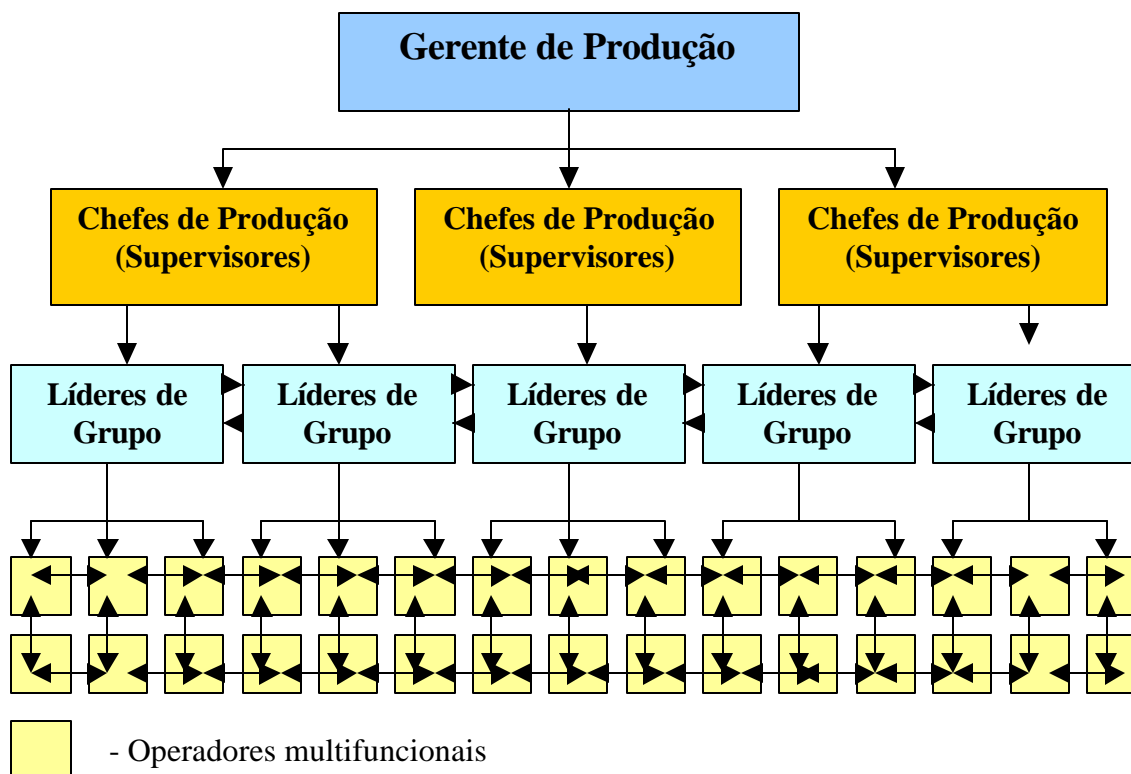 Gerente de Produção
Chefes de Produção
(Supervisores)
Chefes de Produção
(Supervisores)
Chefes de Produção
(Supervisores)
Líderes de
Grupo
Líderes de
Grupo
Líderes de
Grupo
Líderes de
Grupo
Líderes de
Grupo
- Operadores multifuncionais